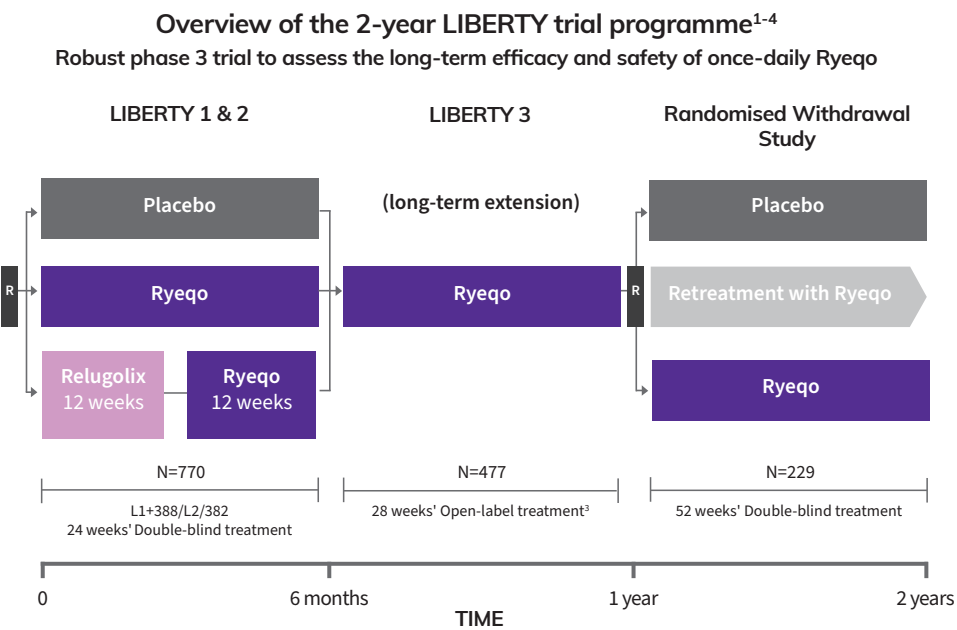 Overview of the 2-year LIBERTY trial programme¹⁻⁴
Robust phase 3 trial to assess the long-term efficacy and safety of once-daily Ryeqo
LIBERTY 1 & 2
LIBERTY 3
Randomised Withdrawal
Study
Placebo
(long-term extension)
Placebo
R
Ryeqo
Ryeqo
R
Retreatment with Ryeqo
Relugolix
12 weeks
Ryeqo
12 weeks
Ryeqo
N=770
N=477
N=229
L1+388/L2/382
24 weeks' Double-blind treatment
28 weeks' Open-label treatment³
52 weeks' Double-blind treatment
0
6 months
1 year
2 years
TIME